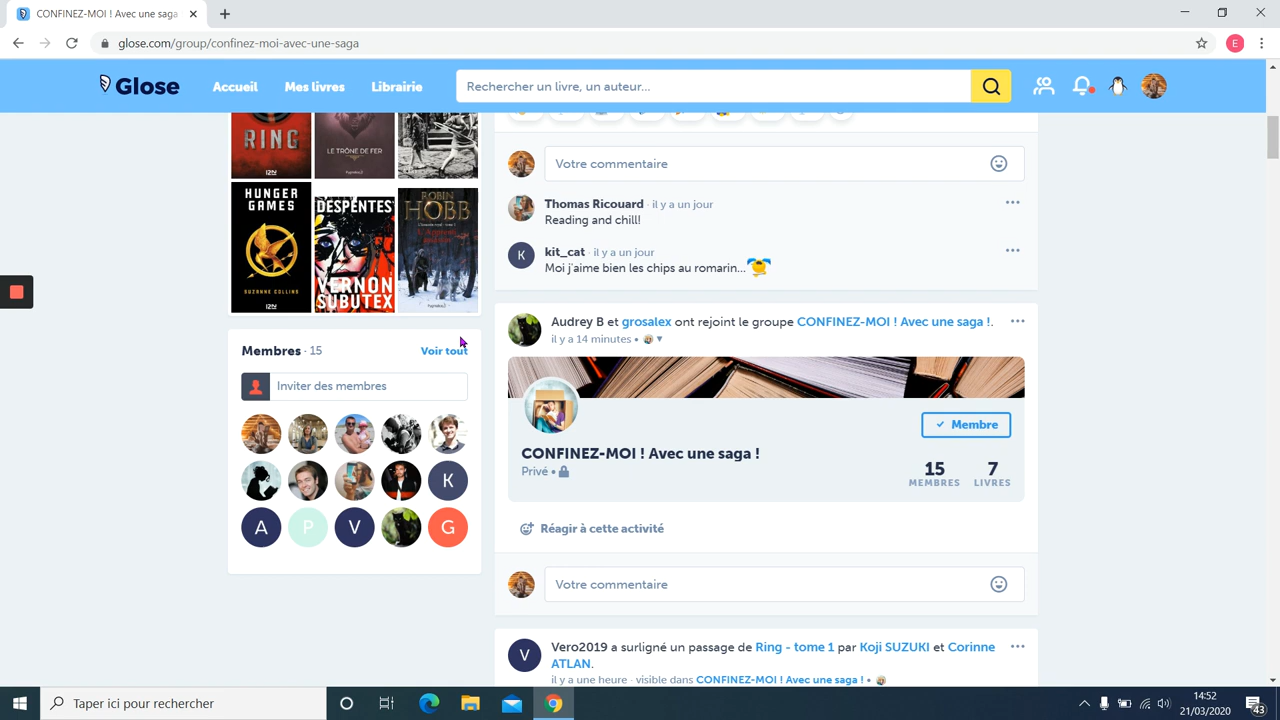 CONFINEZ-MOI ! Avec une saga
glose.com/group/confinez-moi-avec-une-saga
E
Glose
Accueil
Mes livres
Librairie
Rechercher un livre, un auteur...
RING
12/21
LE TRÔNE DE FER
HUNGER
GAMES
SUZANNE COLLINS
12/21
DESPENTES
VERNON
SUBUTEX
ROBIN
HOBB
Membres · 15
Voir tout
Inviter des membres
K
A
P
V
G
Votre commentaire
Thomas Ricouard · il y a un jour
Reading and chill!
K
kit_cat · il y a un jour
Moi j'aime bien les chips au romarin...
Audrey B et grosalex ont rejoint le groupe CONFINEZ-MOI ! Avec une saga !.
il y a 14 minutes •
Membre
CONFINEZ-MOI ! Avec une saga !
Privé •
15
MEMBRES
7
LIVRES
Réagir à cette activité
Votre commentaire
V
Vero2019 a surligné un passage de Ring - tome 1 par Koji SUZUKI et Corinne
ATLAN.
il y a une heure · visible dans CONFINEZ-MOI ! Avec une saga ! •
Taper ici pour rechercher
14:52
21/03/2020
43